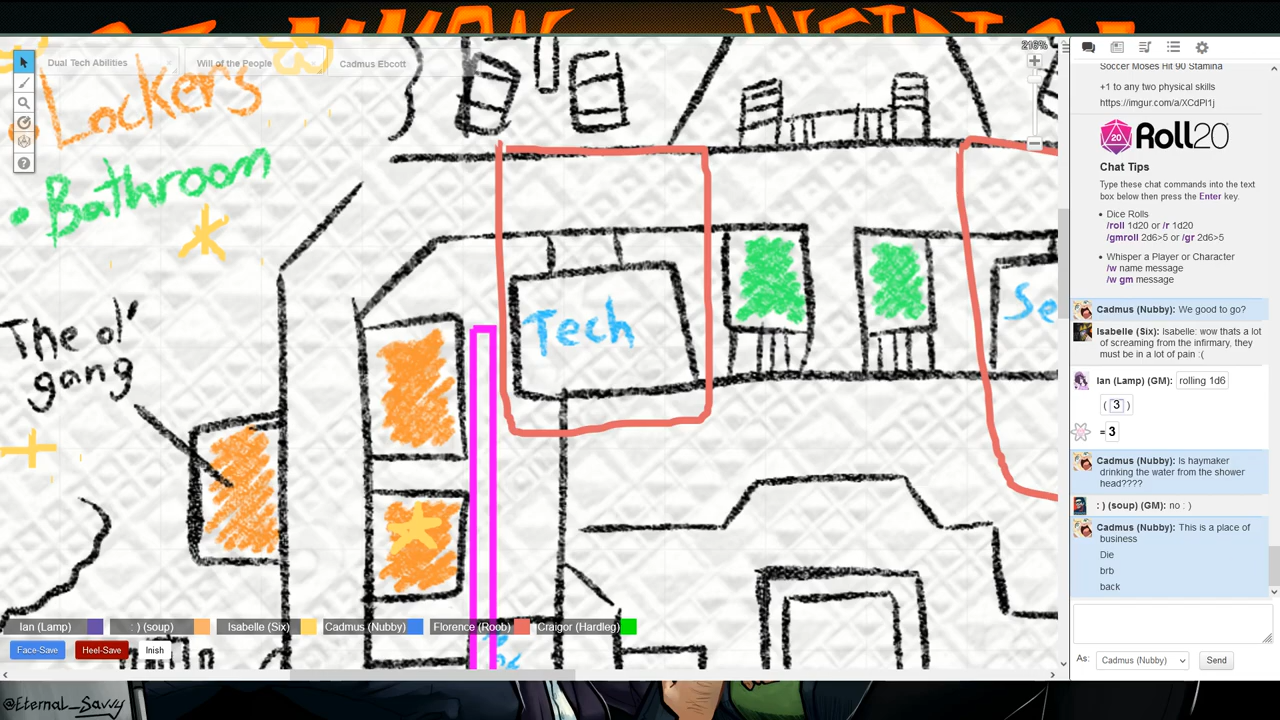 Dual Tech Abilities
Will of the People
Cadmus Ebcott
216%
Lockers
Bathroom
The ol'
gang
Tech
Se
Ian (Lamp)
: ) (soup)
Isabelle (Six)
Cadmus (Nubby)
Florence (Roob)
Craigor (Hardleg)
Face-Save
Heel-Save
Inish
@Eternal_Savvy
Soccer Moses Hit 90 Stamina
+1 to any two physical skills
https://imgur.com/a/XCdPl1j
20
Roll20
Chat Tips
Type these chat commands into the text
box below then press the Enter key.
• Dice Rolls
/roll 1d20 or /r 1d20
/gmroll 2d6>5 or /gr 2d6>5
• Whisper a Player or Character
/w name message
/w gm message
Cadmus (Nubby): We good to go?
Isabelle (Six): Isabelle: wow thats a lot
of screaming from the infirmary, they
must be in a lot of pain :(
Ian (Lamp) (GM): rolling 1d6
( 3 )
= 3
Cadmus (Nubby): Is haymaker
drinking the water from the shower
head????
: ) (soup) (GM): no : )
Cadmus (Nubby): This is a place of
business
Die
brb
back
As:
Cadmus (Nubby)
Send